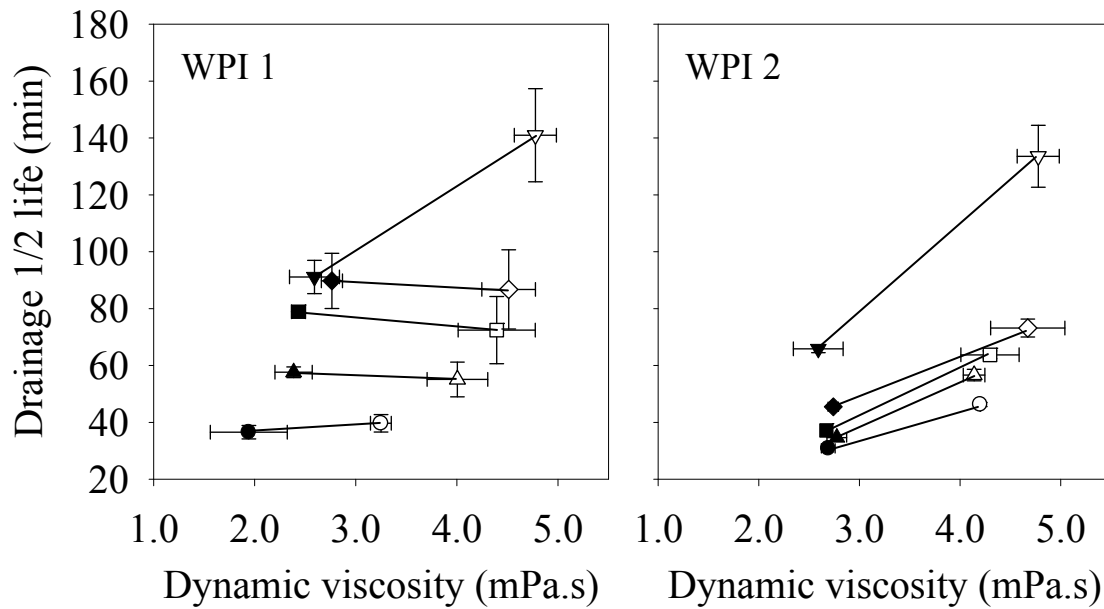 180
160
140
120
100
80
60
40
20
Drainage 1/2 life (min)
WPI 1
WPI 2
1.0 2.0 3.0 4.0 5.0
1.0 2.0 3.0 4.0 5.0
Dynamic viscosity (mPa.s)
Dynamic viscosity (mPa.s)